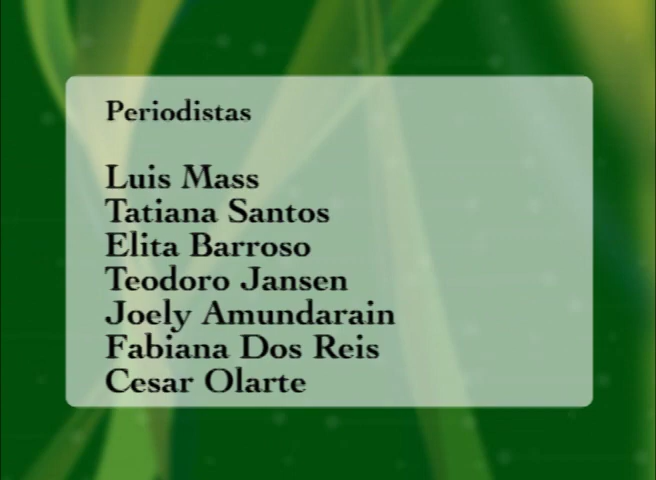 Periodistas
Luis Mass
Tatiana Santos
Elita Barroso
Teodoro Jansen
Joely Amundarain
Fabiana Dos Reis
Cesar Olarte